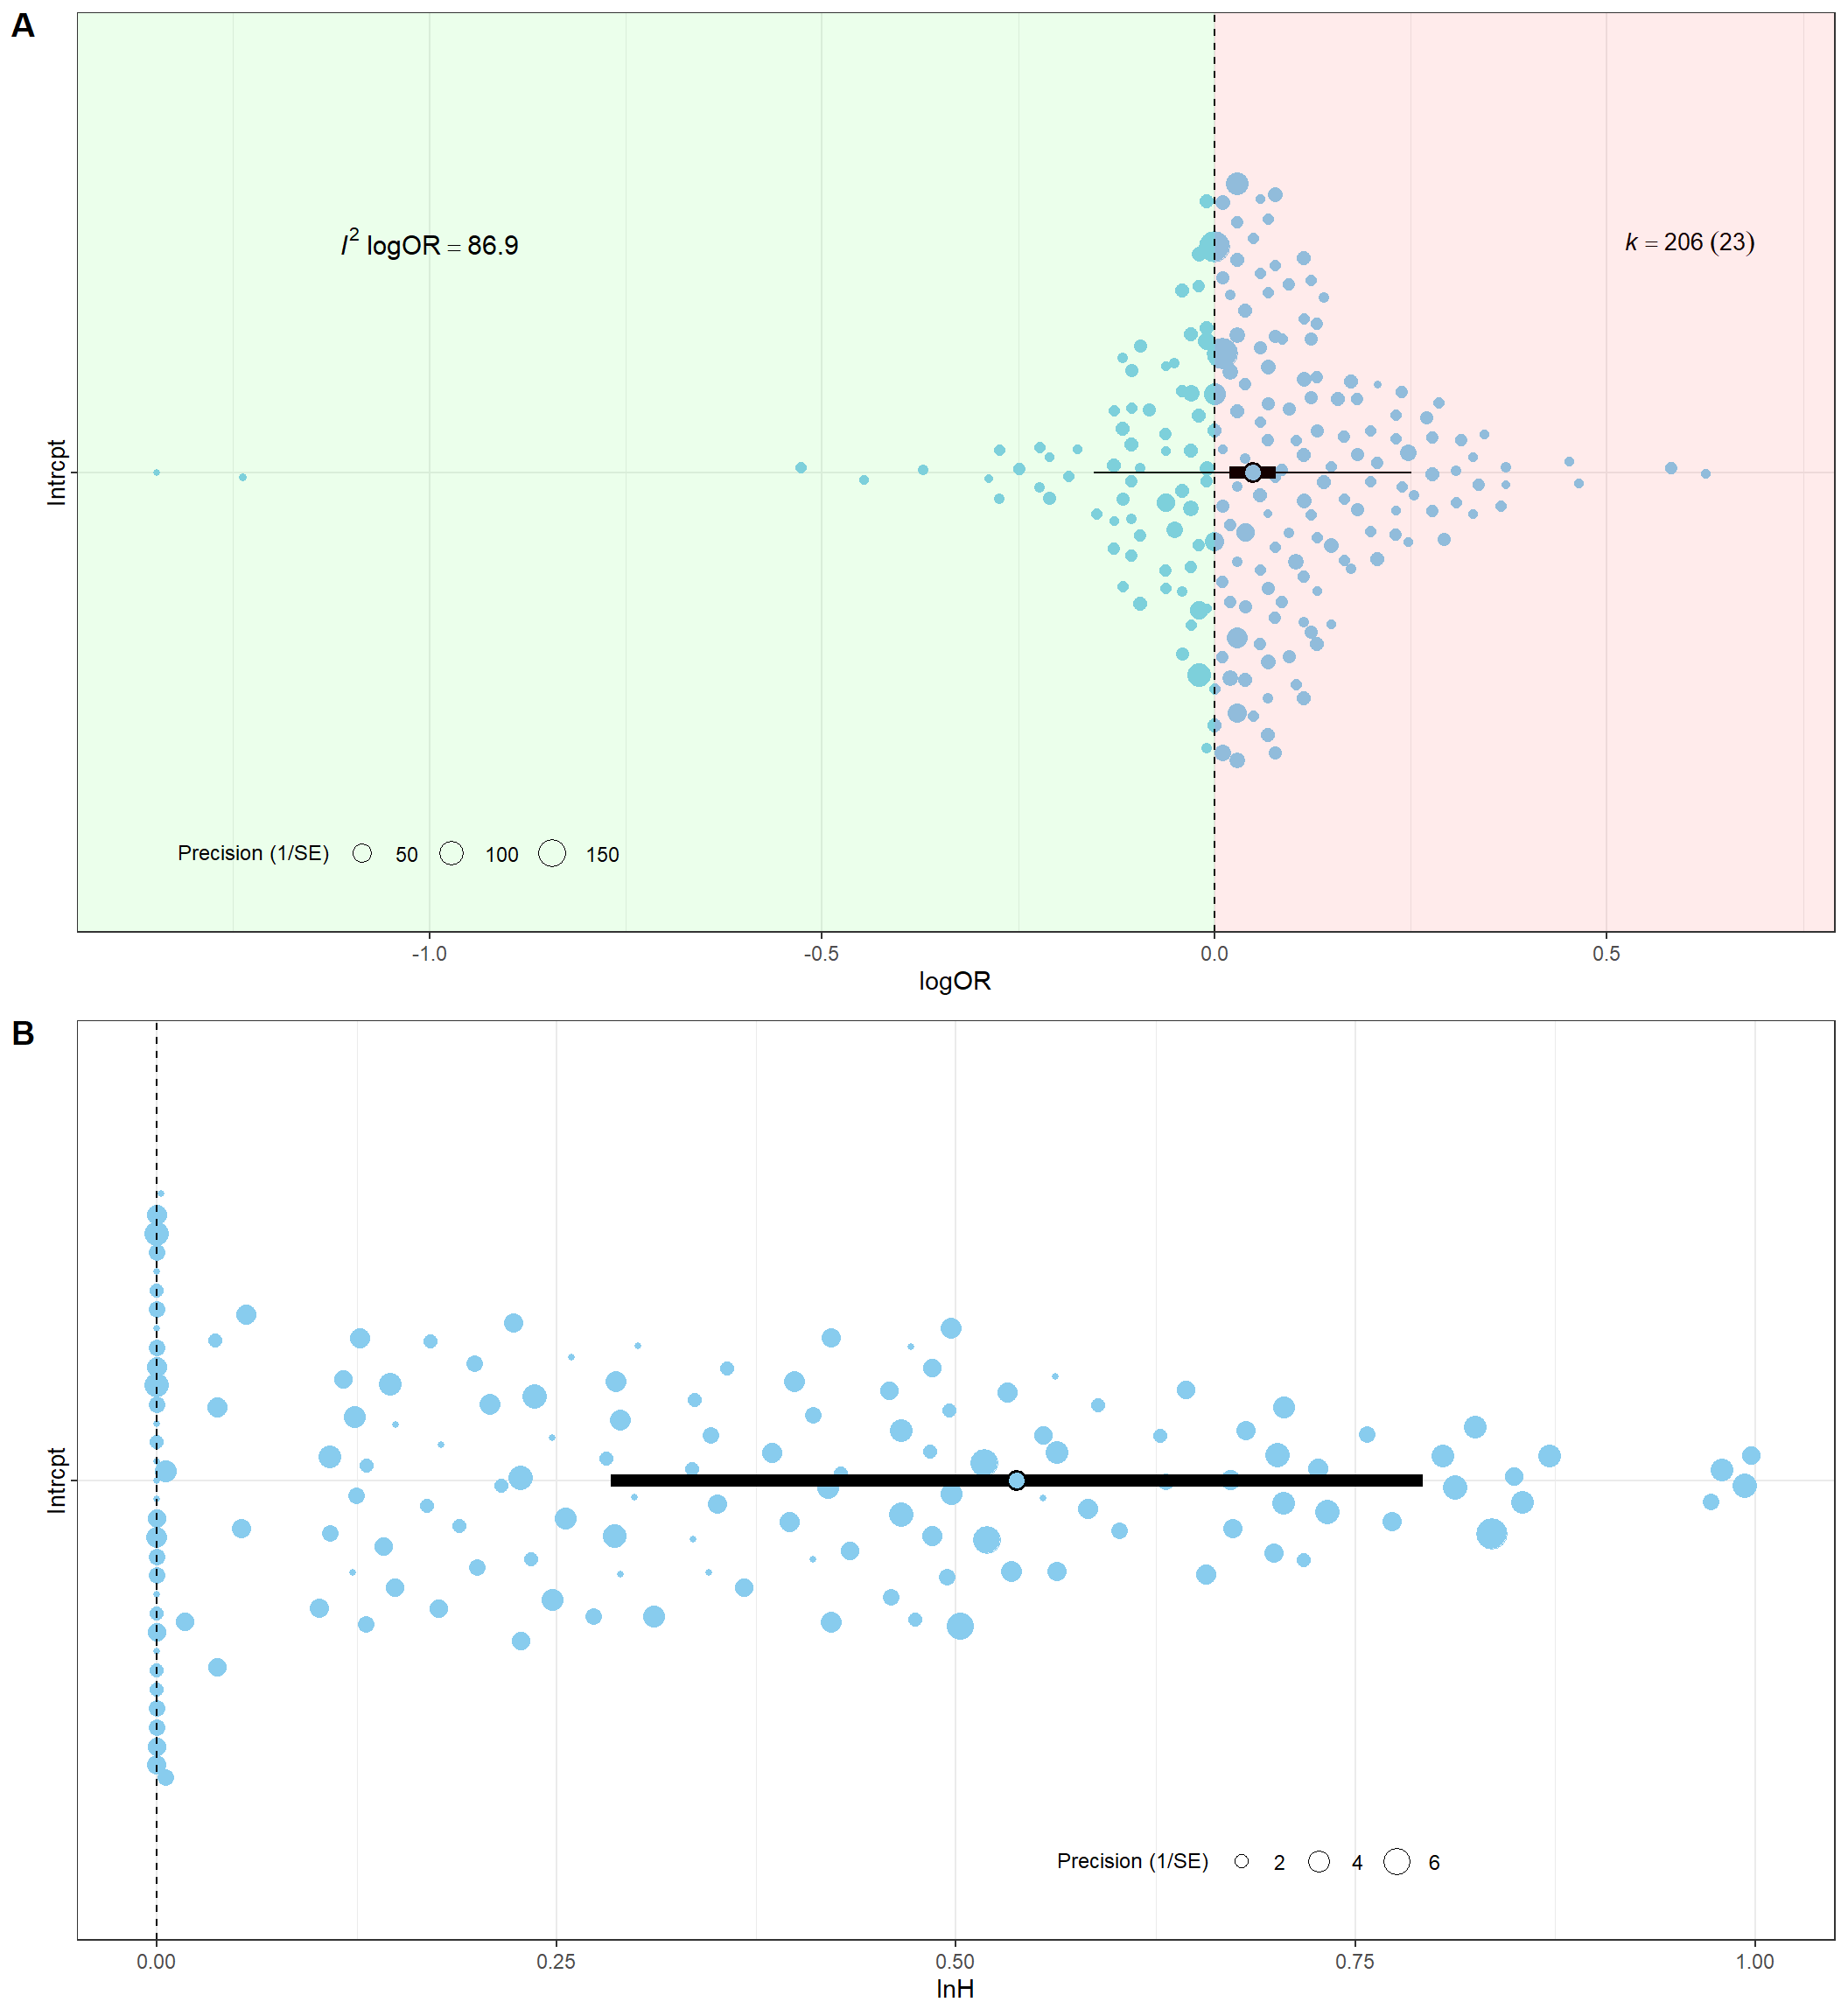 A
I² logOR = 86.9
k = 206 (23)
Intrcpt
Precision (1/SE) 50 100 150
-1.0 -0.5 0.0 0.5
logOR
B
Intrcpt
Precision (1/SE) 2 4 6
0.00 0.25 0.50 0.75 1.00
lnH